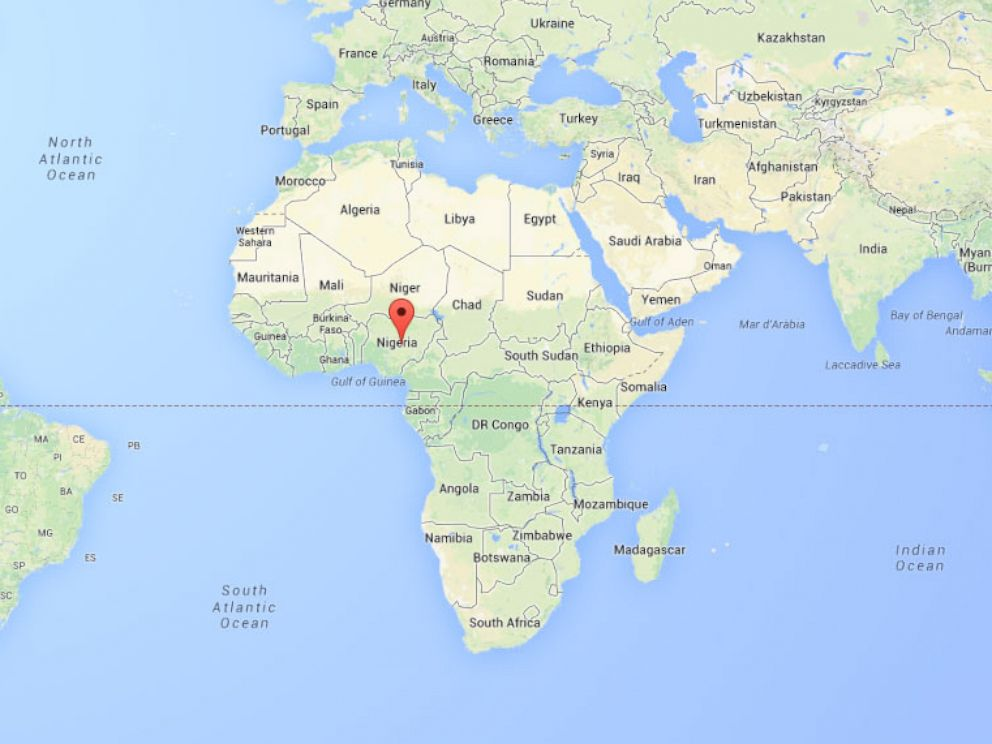 Germany
Ukraine
Kazakhstan
Austria
France
Romania
Italy
Uzbekistan
Kyrgyzstan
Spain
Greece
Turkey
Turkmenistan
Portugal
North
Atlantic
Ocean
Tunisia
Syria
Afghanistan
Iraq
Iran
Morocco
Pakistan
Algeria
Libya
Egypt
Nepal
Western
Sahara
Saudi Arabia
India
Myan
(Burn
Oman
Mauritania
Mali
Niger
Chad
Sudan
Yemen
Gulf of Aden
Mar d'Arabia
Bay of Bengal
Andaman
Burkina
Faso
Guinea
Nigeria
Ghana
South Sudan
Ethiopia
Laccadive Sea
Gulf of Guinea
Somalia
Kenya
Gabon
DR Congo
MA
CE
PB
PI
Tanzania
TO
BA
SE
Angola
Zambia
Mozambique
GO
MG
Namibia
Zimbabwe
Botswana
Madagascar
Indian
Ocean
ES
SP
SC
South
Atlantic
Ocean
South Africa